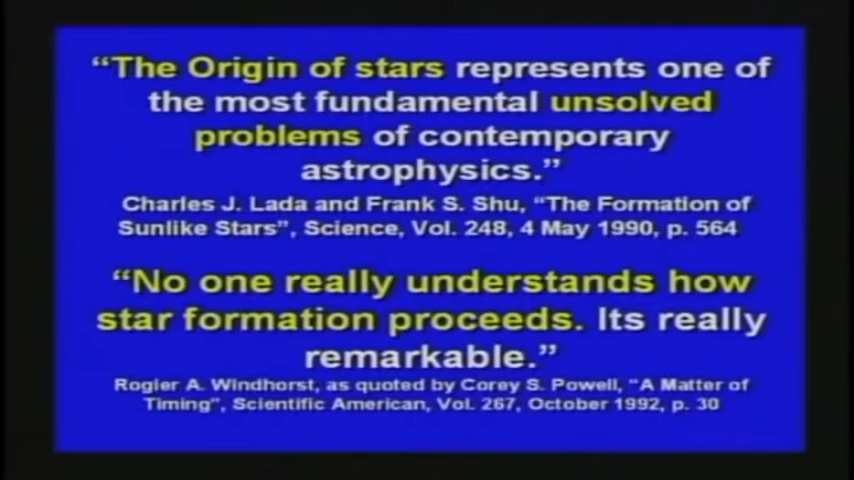 “The Origin of stars represents one of
the most fundamental unsolved
problems of contemporary
astrophysics.”
Charles J. Lada and Frank S. Shu, “The Formation of
Sunlike Stars”, Science, Vol. 248, 4 May 1990, p. 564
“No one really understands how
star formation proceeds. Its really
remarkable.”
Rogier A. Windhorst, as quoted by Corey S. Powell, “A Matter of
Timing”, Scientific American, Vol. 267, October 1992, p. 30